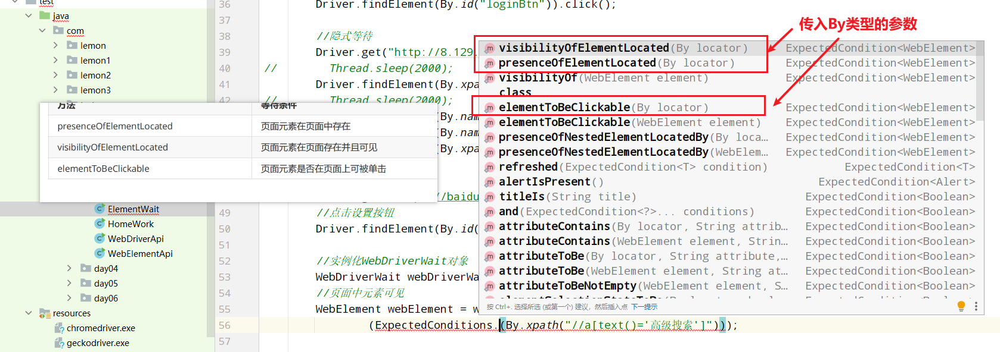 test
java
com
lemon
lemon1
lemon2
lemon3
方法 等待条件
presenceOfElementLocated 页面元素在页面中存在
visibilityOfElementLocated 页面元素在页面存在并且可见
elementToBeClickable 页面元素是否在页面上可被单击
ElementWait
HomeWork
WebDriverApi
WebElementApi
day04
day05
day06
resources
chromedriver.exe
geckodriver.exe
36 Driver.findElement(By.id("loginBtn")).click();
37
38 //隐式等待
39 Driver.get("http://8.129.
40 // Thread.sleep(2000);
41 Driver.findElement(By.xpa
42 // Thread.sleep(2000);
(By.nam
(By.nam
(By.xpa
//baidu
49 //点击设置按钮
50 Driver.findElement(By.id(
51
52 //实例化WebDriverWait对象
53 WebDriverWait webDriverWa
54 //页面中元素可见
55 WebElement webElement = w
56 (ExpectedConditions.(By.xpath("//a[text()='高级搜索']")));
57
传入By类型的参数
visibilityOfElementLocated(By locator) ExpectedCondition<WebElement>
presenceOfElementLocated(By locator) ExpectedCondition<WebElement>
visibilityOf(WebElement element) ExpectedCondition<WebElement>
class
elementToBeClickable(By locator) ExpectedCondition<WebElement>
elementToBeClickable(WebElement element) ExpectedCondition<WebElement>
presenceOfNestedElementLocatedBy(By loca… ExpectedCondition<WebElement>
presenceOfNestedElementLocatedBy(WebElem… ExpectedCondition<WebElement>
refreshed(ExpectedCondition<T> condition) ExpectedCondition<T>
alertIsPresent() ExpectedCondition<Alert>
titleIs(String title) ExpectedCondition<Boolean>
and(ExpectedCondition<?>... conditions) ExpectedCondition<Boolean>
attributeContains(By locator, String attrib… ExpectedCondition<Boolean>
attributeContains(WebElement element, Strin… ExpectedCondition<Boolean>
attributeToBe(By locator, String attribute,… ExpectedCondition<Boolean>
attributeToBe(WebElement element, String at… ExpectedCondition<Boolean>
attributeToBeNotEmpty(WebElement element, S… ExpectedCondition<Boolean>
按 Ctrl+. 选择所选 (或第一个) 建议，然后插入点 下一提示